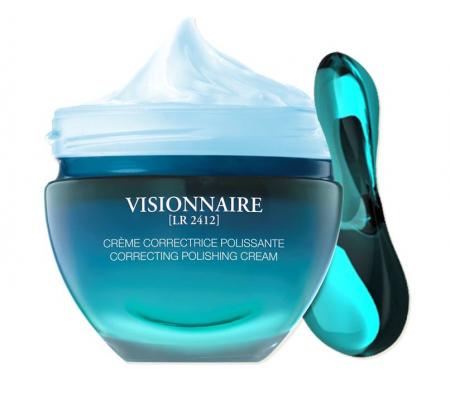 VISIONNAIRE
[LR 2412]
CRÈME CORRECTRICE POLISSANTE
CORRECTING POLISHING CREAM